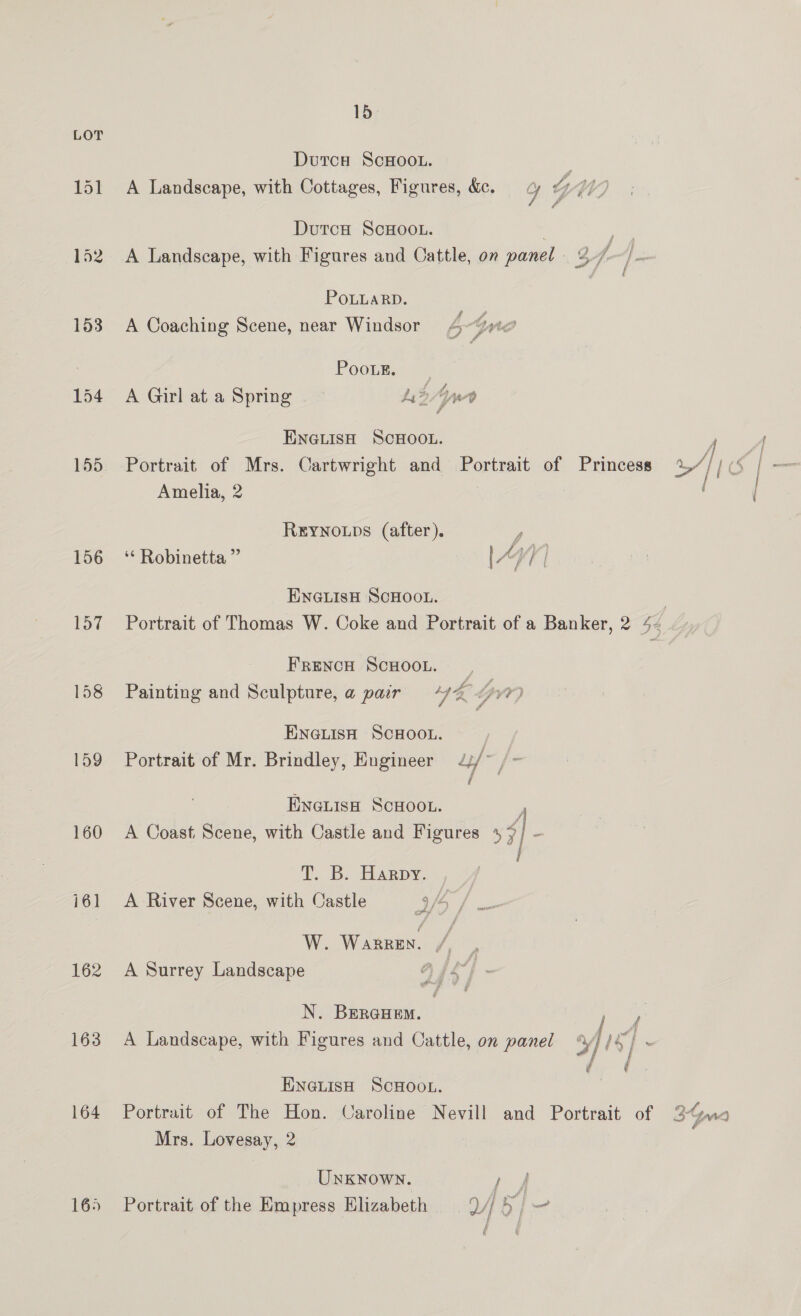 15
LOT
DUTCH SCHOOL.
151 A Landscape, with Cottages, Figures, &c.
DUTCH SCHOOL.
152 A Landscape, with Figures and Cattle, on panel
POLLARD.
153 A Coaching Scene, near Windsor
POOLE.
154 A Girl at a Spring
ENGLISH SCHOOL.
155 Portrait of Mrs. Cartwright and Portrait of Princess
Amelia, 2
REYNOLDS (after).
156 “Robinetta”
ENGLISH SCHOOL.
157 Portrait of Thomas W. Coke and Portrait of a Banker, 2
FRENCH SCHOOL.
158 Painting and Sculpture, a pair
ENGLISH SCHOOL.
159 Portrait of Mr. Brindley, Engineer
ENGLISH SCHOOL.
160 A Coast Scene, with Castle and Figures
T. B. HARDY.
161 A River Scene, with Castle
W. WARREN.
162 A Surrey Landscape
N. BERGHEM.
163 A Landscape, with Figures and Cattle, on panel
ENGLISH SCHOOL.
164 Portrait of The Hon. Caroline Nevill and Portrait of
Mrs. Lovesay, 2
UNKNOWN.
165 Portrait of the Empress Elizabeth